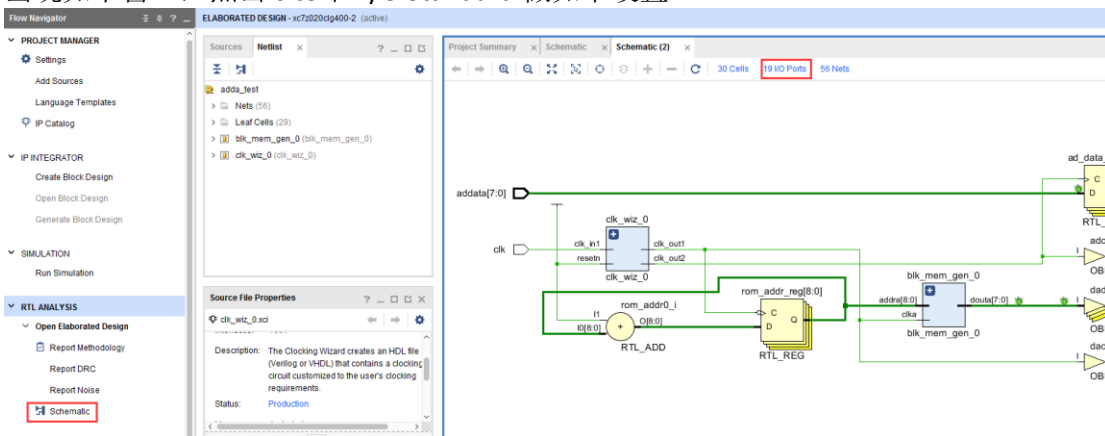 Flow Navigator
ELABORATED DESIGN - xc7z020clg400-2 (active)
PROJECT MANAGER
Settings
Add Sources
Language Templates
IP Catalog
IP INTEGRATOR
Create Block Design
Open Block Design
Generate Block Design
SIMULATION
Run Simulation
RTL ANALYSIS
Open Elaborated Design
Report Methodology
Report DRC
Report Noise
Schematic
Sources
Netlist
adda_test
Nets (56)
Leaf Cells (29)
blk_mem_gen_0 (blk_mem_gen_0)
clk_wiz_0 (clk_wiz_0)
Source File Properties
clk_wiz_0.xci
Description: The Clocking Wizard creates an HDL file
(Verilog or VHDL) that contains a clocking
circuit customized to the user's clocking
requirements.
Status: Production
Project Summary
Schematic
Schematic (2)
30 Cells
19 I/O Ports
56 Nets
addata[7:0]
clk
clk_wiz_0
clk_in1
resetn
clk_out1
clk_out2
clk_wiz_0
rom_addr0_i
I1
I0[8:0]
+
O[8:0]
RTL_ADD
rom_addr_reg[8:0]
C
D
Q
RTL_REG
blk_mem_gen_0
addra[8:0]
clka
douta[7:0]
blk_mem_gen_0
ad_data_
C
D
RTL_
adc
I
OB
dad
I
OB
dac
I
OB